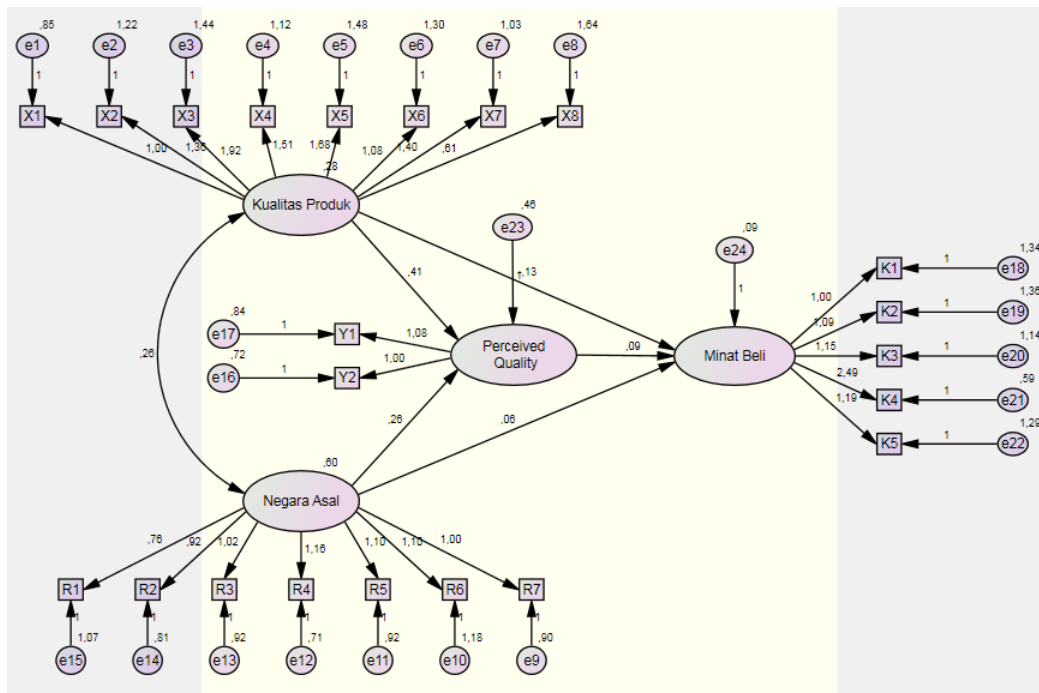 ,85 1,22 1,44 1,12 1,48 1,30 1,03 1,64
e1 e2 e3 e4 e5 e6 e7 e8
1 1 1 1 1 1 1 1
X1 X2 X3 X4 X5 X6 X7 X8
1,00 1,36 1,92 1,51 1,68 1,08 1,40 ,61
,28
Kualitas Produk
,46
e23
,09
e24
1
1,34
K1 1 e18
,41
1 ,13
1,00
1,36
K2 1 e19
,84
e17 1 Y1 1,08
1,09
,26
Perceived
Quality
,09
Minat Beli
1,15
1,14
K3 1 e20
,72
e16 1 Y2 1,00
2,49
,59
K4 1 e21
1,19
1,29
K5 1 e22
,26
,06
,60
Negara Asal
,76 ,92 1,02 1,16 1,10 1,10 1,00
R1 R2 R3 R4 R5 R6 R7
1 1 1 1 1 1 1
1,07 ,81 ,92 ,71 ,92 1,18 ,90
e15 e14 e13 e12 e11 e10 e9